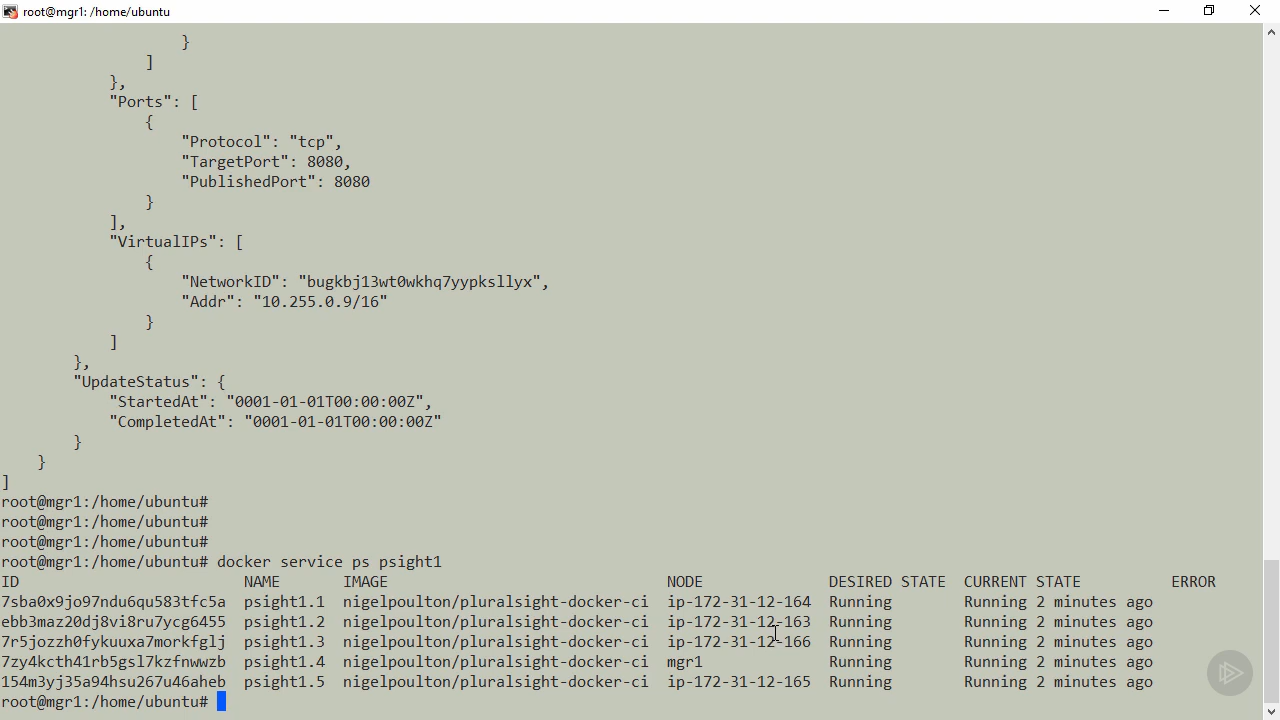 root@mgr1: /home/ubuntu
}
]
},
"Ports": [
{
"Protocol": "tcp",
"TargetPort": 8080,
"PublishedPort": 8080
}
],
"VirtualIPs": [
{
"NetworkID": "bugkbj13wt0wkhq7yypksllyx",
"Addr": "10.255.0.9/16"
}
]
},
"UpdateStatus": {
"StartedAt": "0001-01-01T00:00:00Z",
"CompletedAt": "0001-01-01T00:00:00Z"
}
}
]
root@mgr1:/home/ubuntu#
root@mgr1:/home/ubuntu#
root@mgr1:/home/ubuntu#
root@mgr1:/home/ubuntu# docker service ps psight1
ID NAME IMAGE NODE DESIRED STATE CURRENT STATE ERROR
7sba0x9jo97ndu6qu583tfc5a psight1.1 nigelpoulton/pluralsight-docker-ci ip-172-31-12-164 Running Running 2 minutes ago
ebb3maz20dj8vi8ru7ycg6455 psight1.2 nigelpoulton/pluralsight-docker-ci ip-172-31-12-163 Running Running 2 minutes ago
7r5jozzh0fykuuxa7morkfglj psight1.3 nigelpoulton/pluralsight-docker-ci ip-172-31-12-166 Running Running 2 minutes ago
7zy4kcth41rb5gsl7kzfnwwzb psight1.4 nigelpoulton/pluralsight-docker-ci mgr1 Running Running 2 minutes ago
154m3yj35a94hsu267u46aheb psight1.5 nigelpoulton/pluralsight-docker-ci ip-172-31-12-165 Running Running 2 minutes ago
root@mgr1:/home/ubuntu#